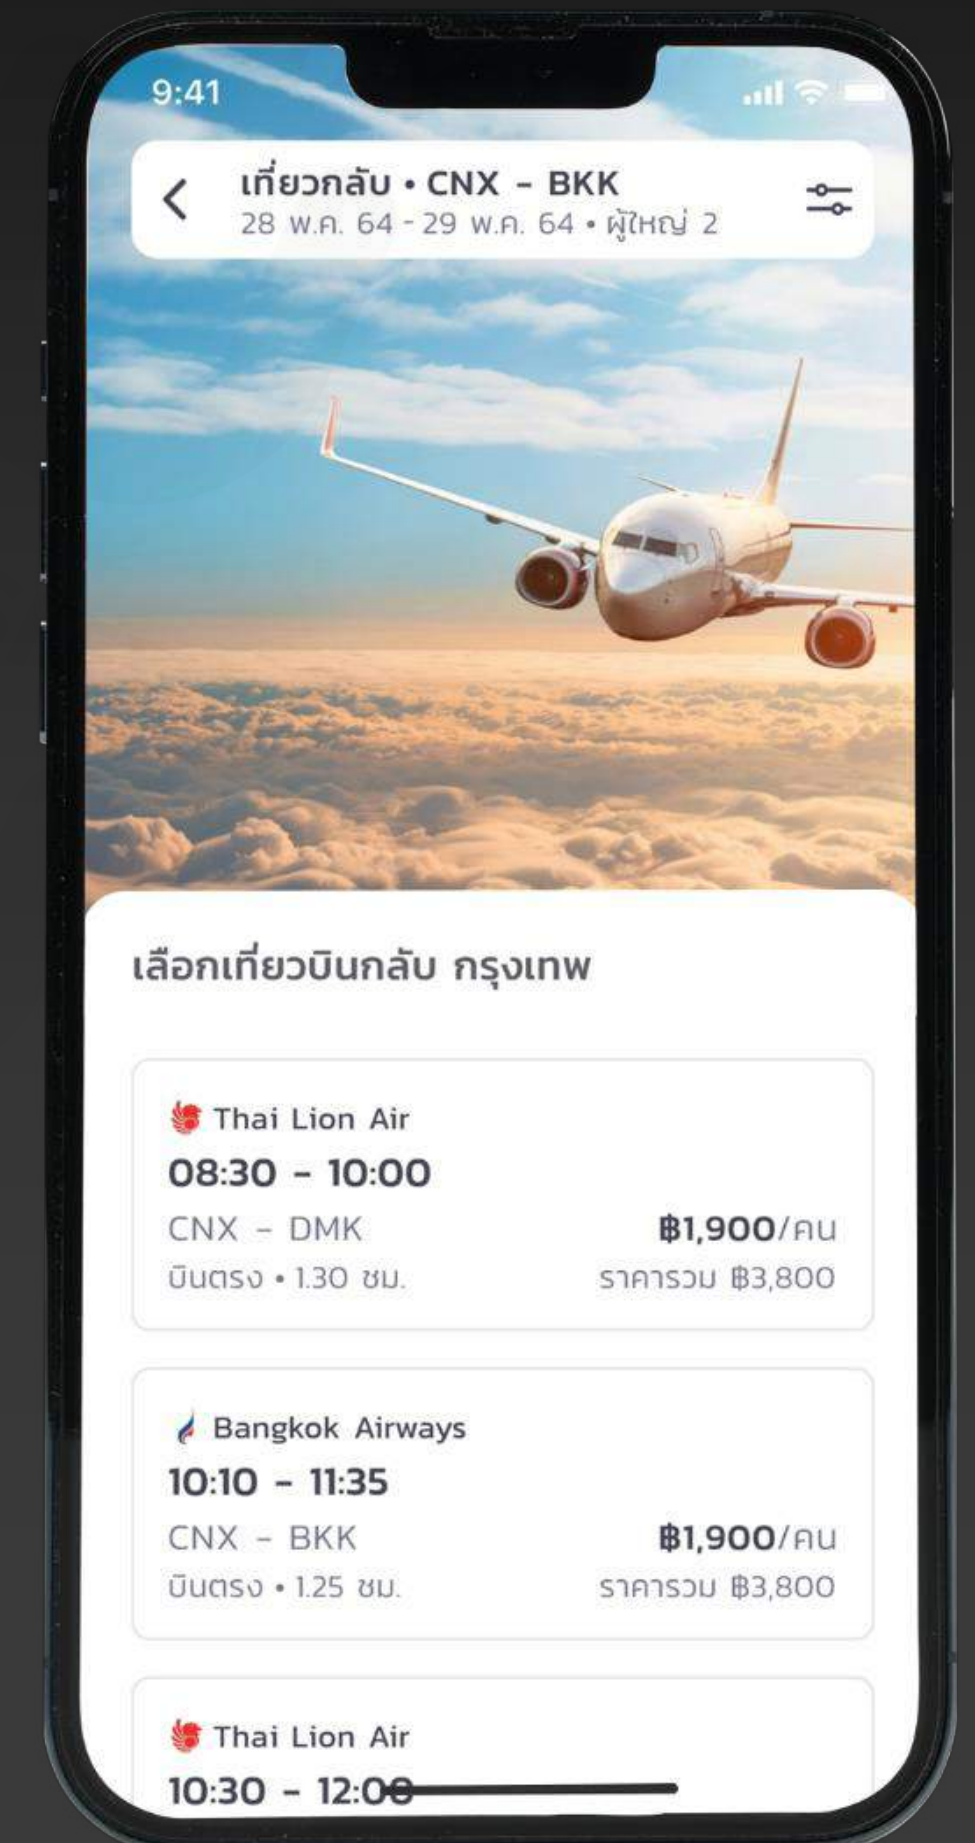 9:41
เที่ยวกลับ • CNX - BKK
28 พ.ค. 64 - 29 พ.ค. 64 • ผู้ใหญ่ 2
เลือกเที่ยวบินกลับ กรุงเทพ
Thai Lion Air
08:30 - 10:00
CNX - DMK
฿1,900/คน
บินตรง • 1.30 ชม.
ราคารวม ฿3,800
Bangkok Airways
10:10 - 11:35
CNX - BKK
฿1,900/คน
บินตรง • 1.25 ชม.
ราคารวม ฿3,800
Thai Lion Air
10:30 - 12:00